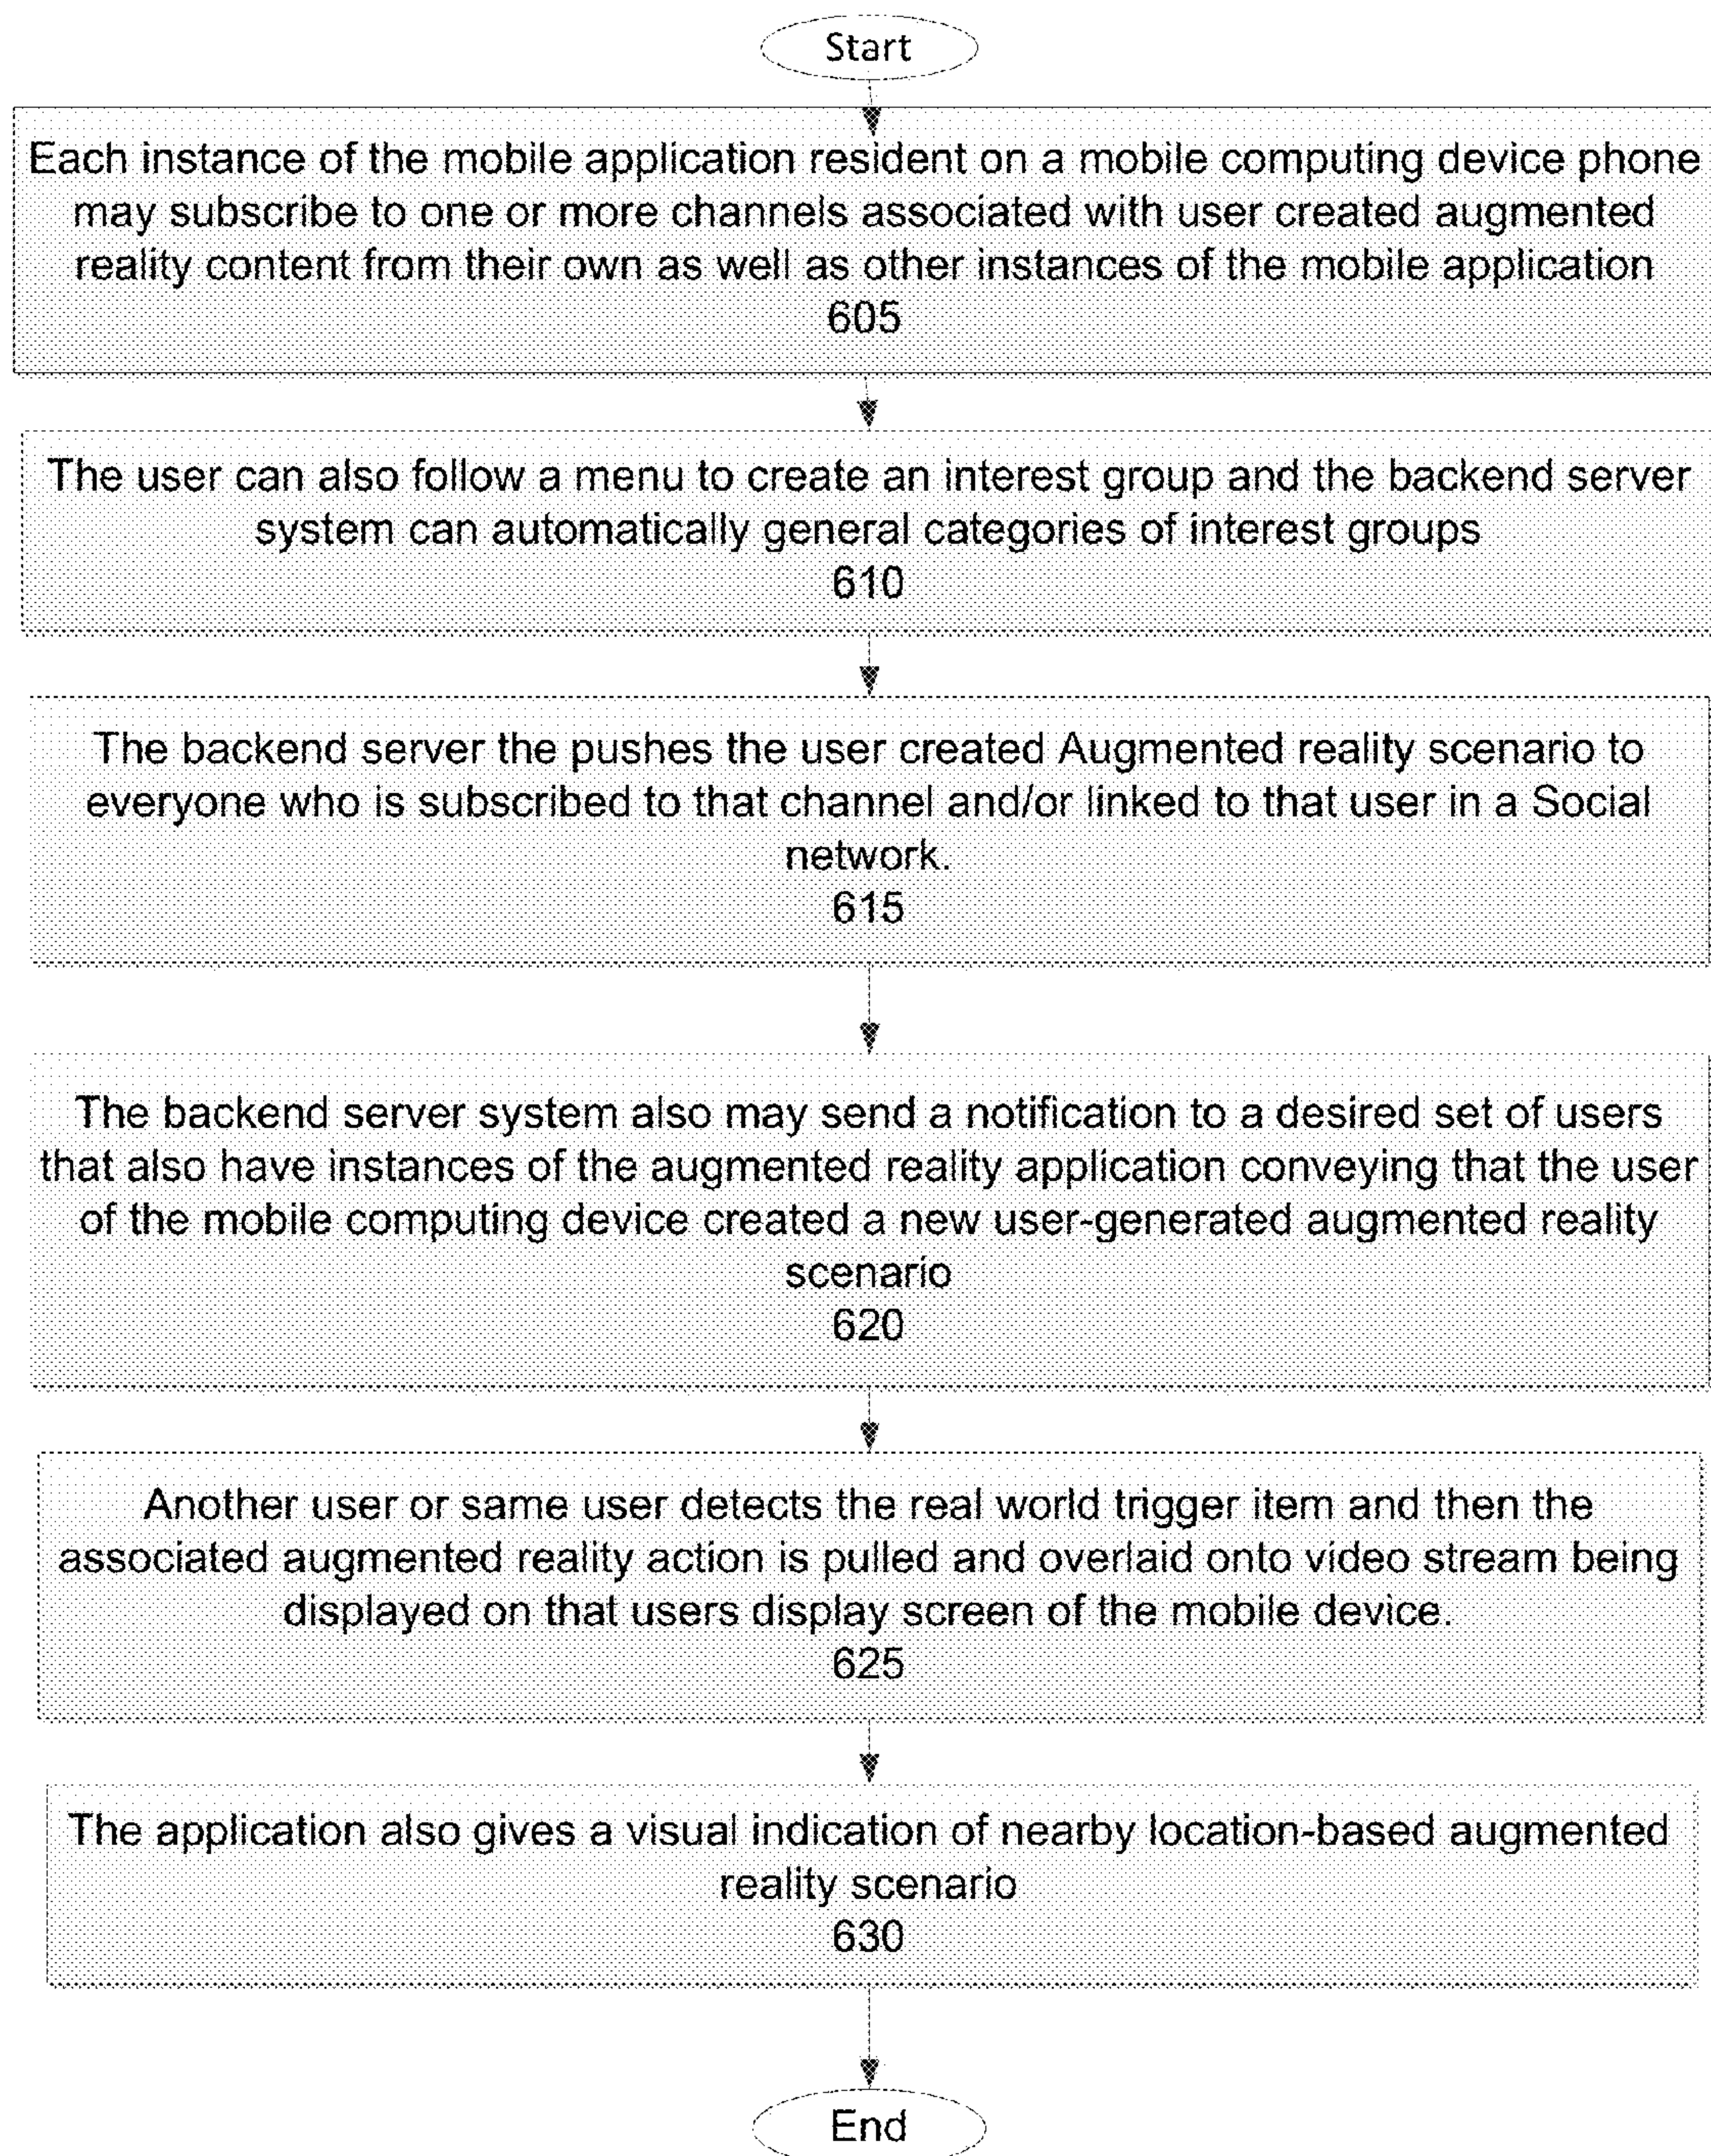 Start
Each instance of the mobile application resident on a mobile computing device phone
may subscribe to one or more channels associated with user created augmented
reality content from their own as well as other instances of the mobile application
605
The user can also follow a menu to create an interest group and the backend server
system can automatically general categories of interest groups
610
The backend server the pushes the user created Augmented reality scenario to
everyone who is subscribed to that channel and/or linked to that user in a Social
network.
615
The backend server system also may send a notification to a desired set of users
that also have instances of the augmented reality application conveying that the user
of the mobile computing device created a new user-generated augmented reality
scenario
620
Another user or same user detects the real world trigger item and then the
associated augmented reality action is pulled and overlaid onto video stream being
displayed on that users display screen of the mobile device.
625
The application also gives a visual indication of nearby location-based augmented
reality scenario
630
End